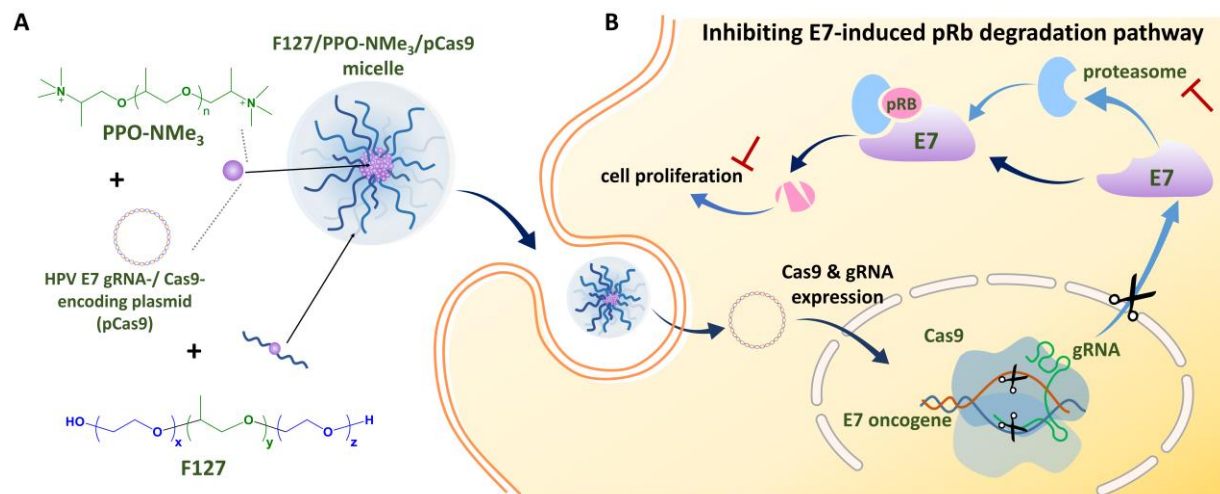 A
F127/PPO-NMe₃/pCas9
micelle
N
+
O
O
n
N
+
PPO-NMe₃
+
HPV E7 gRNA-/ Cas9-
encoding plasmid
(pCas9)
+
HO
O
x
O
y
O
z
H
F127
B
Inhibiting E7-induced pRb degradation pathway
proteasome
pRB
E7
E7
cell proliferation
Cas9 & gRNA
expression
Cas9
gRNA
E7 oncogene